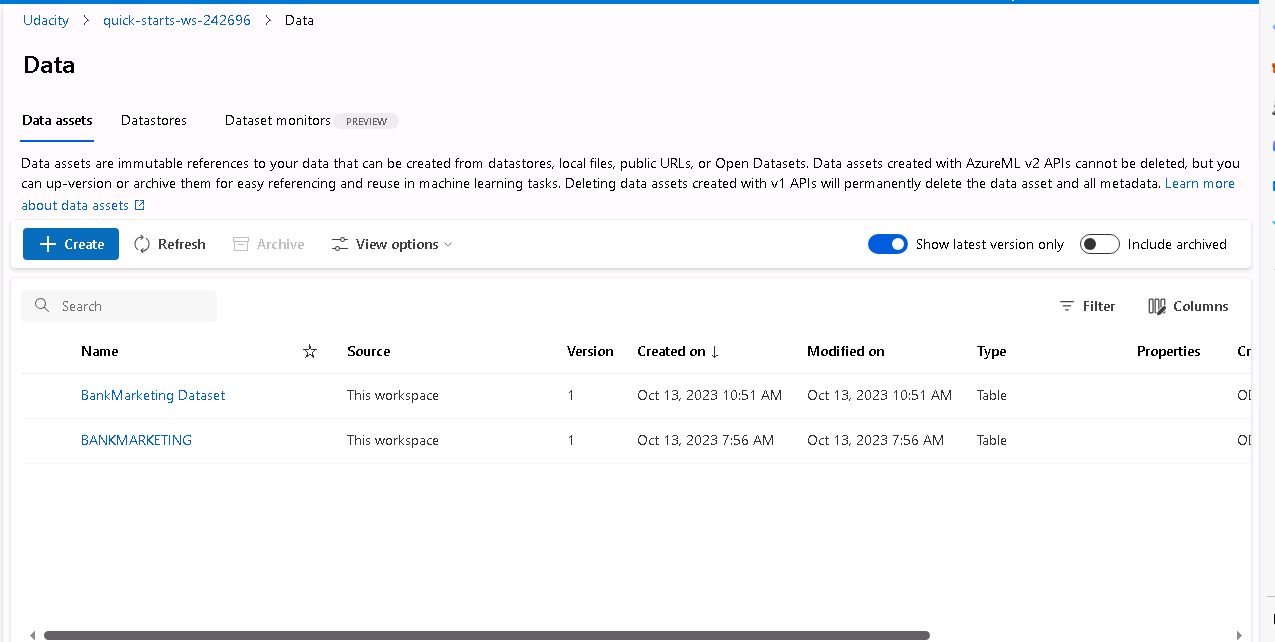 Udacity > quick-starts-ws-242696 > Data
Data
Data assets Datastores Dataset monitors PREVIEW
Data assets are immutable references to your data that can be created from datastores, local files, public URLs, or Open Datasets. Data assets created with AzureML v2 APIs cannot be deleted, but you
can up-version or archive them for easy referencing and reuse in machine learning tasks. Deleting data assets created with v1 APIs will permanently delete the data asset and all metadata. Learn more
about data assets
Create Refresh Archive View options Show latest version only Include archived
Search Filter Columns
Name Source Version Created on ↓ Modified on Type Properties
BankMarketing Dataset This workspace 1 Oct 13, 2023 10:51 AM Oct 13, 2023 10:51 AM Table
BANKMARKETING This workspace 1 Oct 13, 2023 7:56 AM Oct 13, 2023 7:56 AM Table